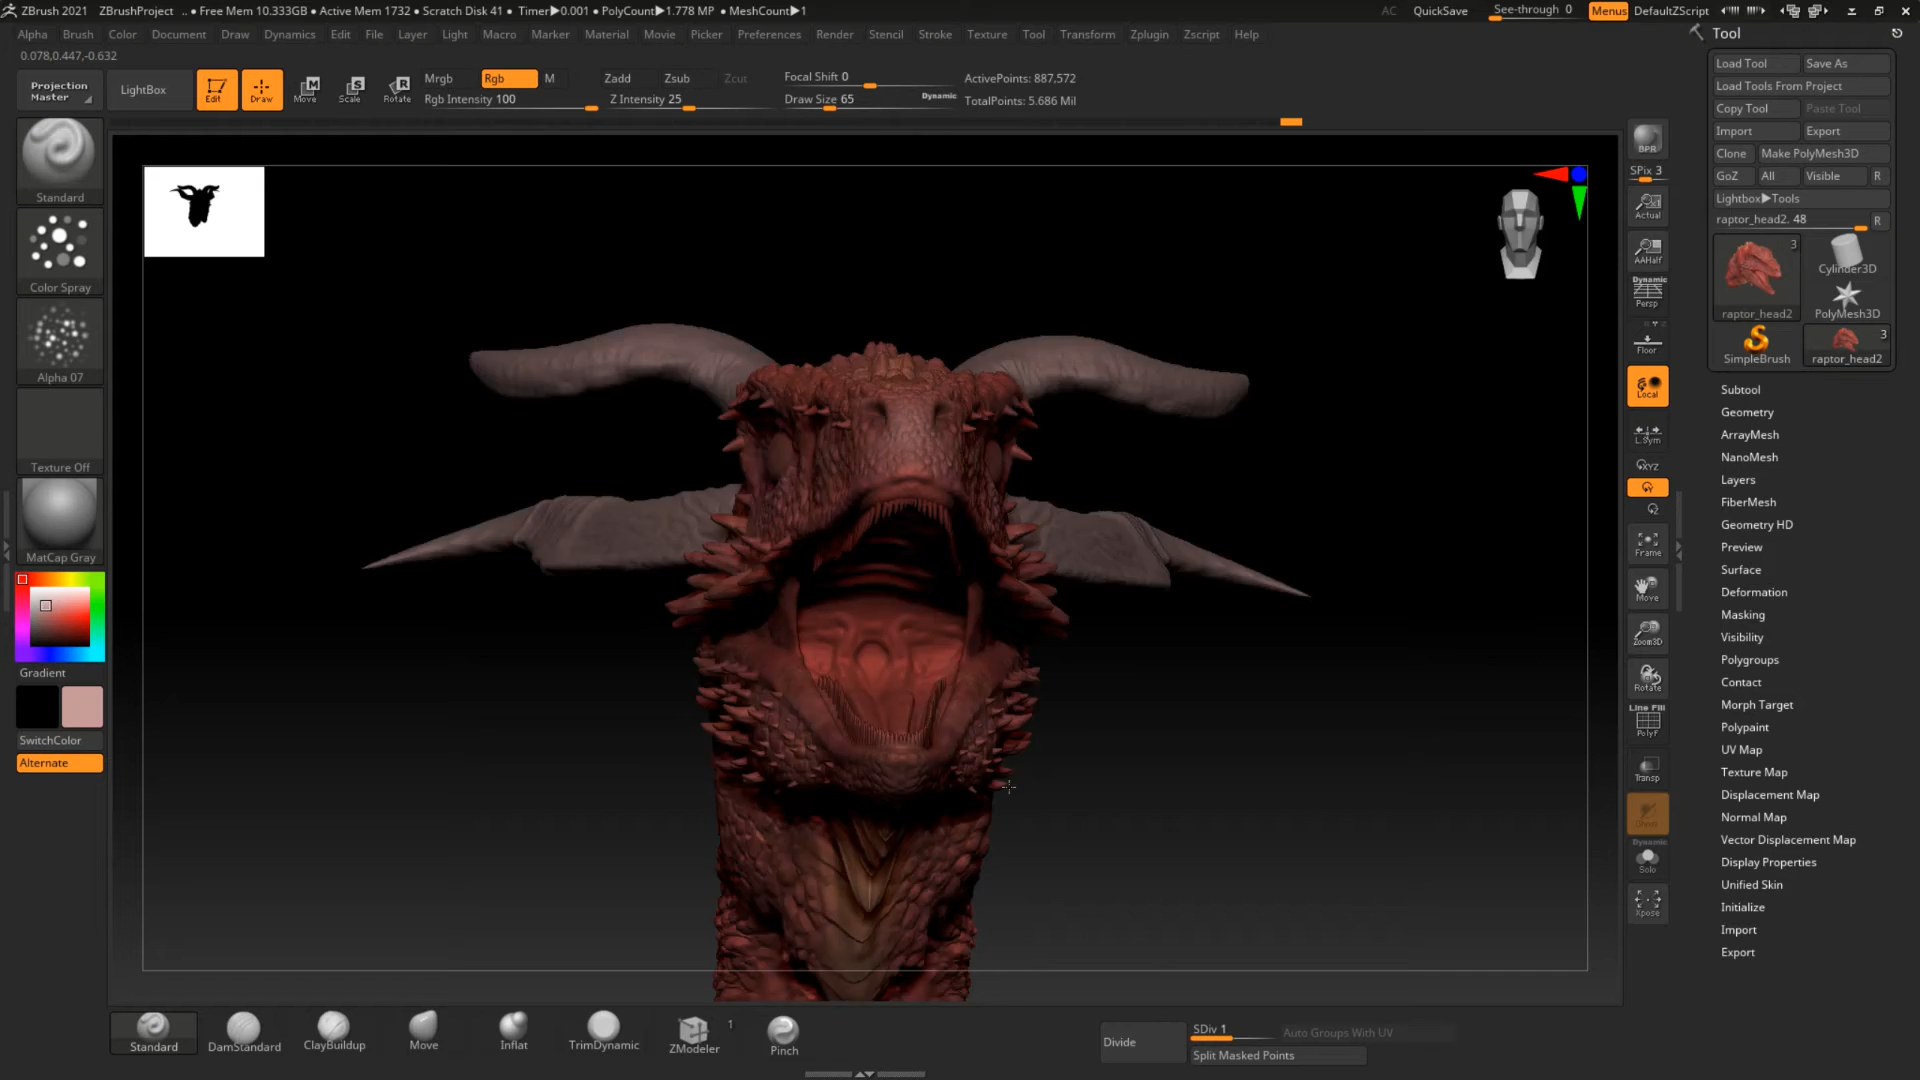 ZBrush 2021 ZBrushProject .. • Free Mem 10.333GB • Active Mem 1732 • Scratch Disk 41 • Timer▶0.001 • PolyCount▶1.778 MP • MeshCount▶1 AC QuickSave See-through 0 Menus DefaultZScript
Alpha Brush Color Document Draw Dynamics Edit File Layer Light Macro Marker Material Movie Picker Preferences Render Stencil Stroke Texture Tool Transform Zplugin Zscript Help
0.078,0.447,-0.632
Projection Master
LightBox
Edit
Draw
Move
Scale
Rotate
Mrgb Rgb M
Rgb Intensity 100
Zadd Zsub Zcut
Z Intensity 25
Focal Shift 0
Draw Size 65 Dynamic
ActivePoints: 887,572
TotalPoints: 5.686 Mil
Standard
Color Spray
Alpha 07
Texture Off
MatCap Gray
Gradient
SwitchColor
Alternate
BPR
SPix 3
Actual
AAHalf
Dynamic
Persp
Floor
Local
L.Sym
XYZ
Y
Z
Frame
Move
Zoom3D
Rotate
Line Fill
PolyF
Transp
Dynamic
Solo
Xpose
Tool
Load Tool Save As
Load Tools From Project
Copy Tool Paste Tool
Import Export
Clone Make PolyMesh3D
GoZ All Visible R
Lightbox▶Tools
raptor_head2. 48 R
3
raptor_head2
Cylinder3D
PolyMesh3D
SimpleBrush
3
raptor_head2
Subtool
Geometry
ArrayMesh
NanoMesh
Layers
FiberMesh
Geometry HD
Preview
Surface
Deformation
Masking
Visibility
Polygroups
Contact
Morph Target
Polypaint
UV Map
Texture Map
Displacement Map
Normal Map
Vector Displacement Map
Display Properties
Unified Skin
Initialize
Import
Export
Standard
DamStandard
ClayBuildup
Move
Inflat
TrimDynamic
ZModeler
1
Pinch
Divide
SDiv 1
Auto Groups With UV
Split Masked Points